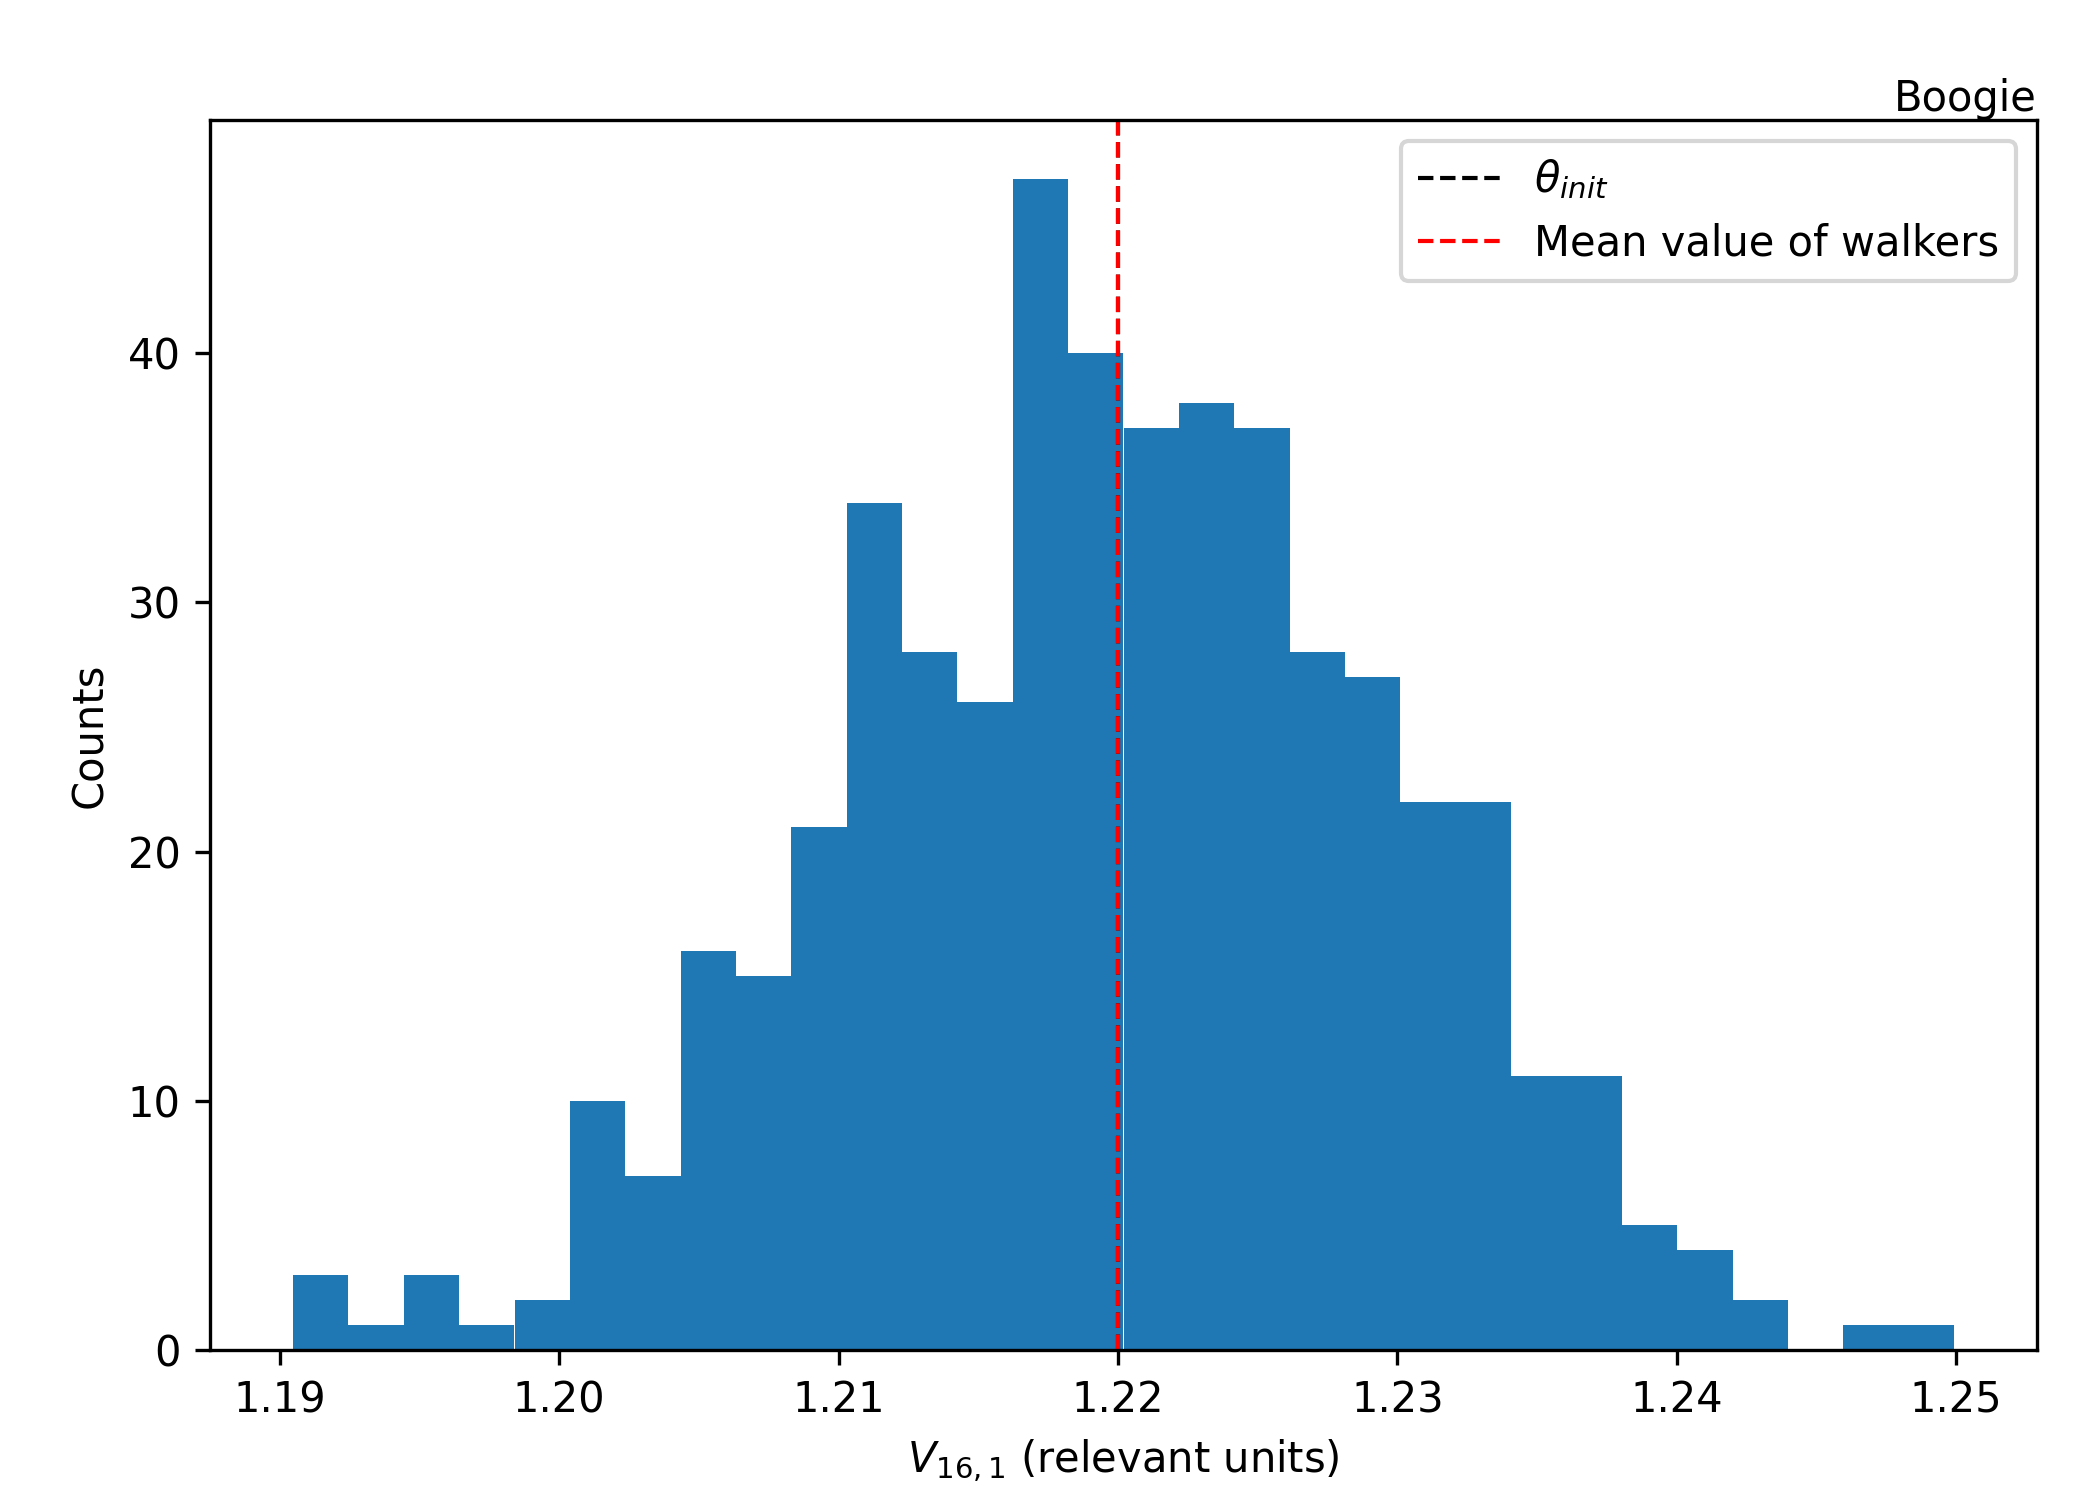 Boogie
θinit
Mean value of walkers
Counts
40
30
20
10
0
1.19 1.20 1.21 1.22 1.23 1.24 1.25
V16, 1 (relevant units)